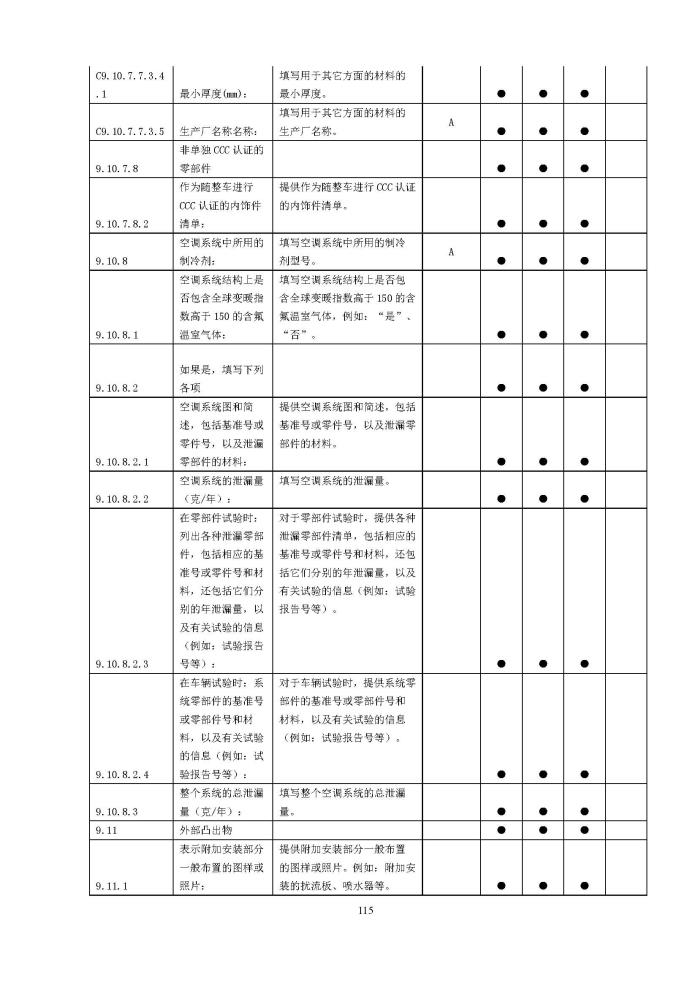 C9.10.7.7.3.4
.1
最小厚度(mm)：
填写用于其它方面的材料的
最小厚度。
● ● ●
C9.10.7.7.3.5
生产厂名称名称：
填写用于其它方面的材料的
生产厂名称。
A
● ● ●
9.10.7.8
非单独 CCC 认证的
零部件
● ● ●
9.10.7.8.2
作为随整车进行
CCC 认证的内饰件
清单：
提供作为随整车进行 CCC 认证
的内饰件清单。
● ● ●
9.10.8
空调系统中所用的
制冷剂：
填写空调系统中所用的制冷
剂型号。
A
● ● ●
9.10.8.1
空调系统结构上是
否包含全球变暖指
数高于 150 的含氟
温室气体：
填写空调系统结构上是否包
含全球变暖指数高于 150 的含
氟温室气体，例如：“是”、
“否”。
● ● ●
9.10.8.2
如果是，填写下列
各项
● ● ●
9.10.8.2.1
空调系统图和简
述，包括基准号或
零件号，以及泄漏
零部件的材料：
提供空调系统图和简述，包括
基准号或零件号，以及泄漏零
部件的材料。
● ● ●
9.10.8.2.2
空调系统的泄漏量
（克/年）：
填写空调系统的泄漏量。
● ● ●
9.10.8.2.3
在零部件试验时：
列出各种泄漏零部
件，包括相应的基
准号或零件号和材
料，还包括它们分
别的年泄漏量，以
及有关试验的信息
（例如：试验报告
号等）：
对于零部件试验时，提供各种
泄漏零部件清单，包括相应的
基准号或零件号和材料，还包
括它们分别的年泄漏量，以及
有关试验的信息（例如：试验
报告号等）。
● ● ●
9.10.8.2.4
在车辆试验时：系
统零部件的基准号
或零部件号和材
料，以及有关试验
的信息（例如：试
验报告号等）：
对于车辆试验时，提供系统零
部件的基准号或零部件号和
材料，以及有关试验的信息
（例如：试验报告号等）。
● ● ●
9.10.8.3
整个系统的总泄漏
量（克/年）：
填写整个空调系统的总泄漏
量。
● ● ●
9.11
外部凸出物
● ● ●
9.11.1
表示附加安装部分
一般布置的图样或
照片：
提供附加安装部分一般布置
的图样或照片。例如：附加安
装的扰流板、喷水器等。
● ● ●
115